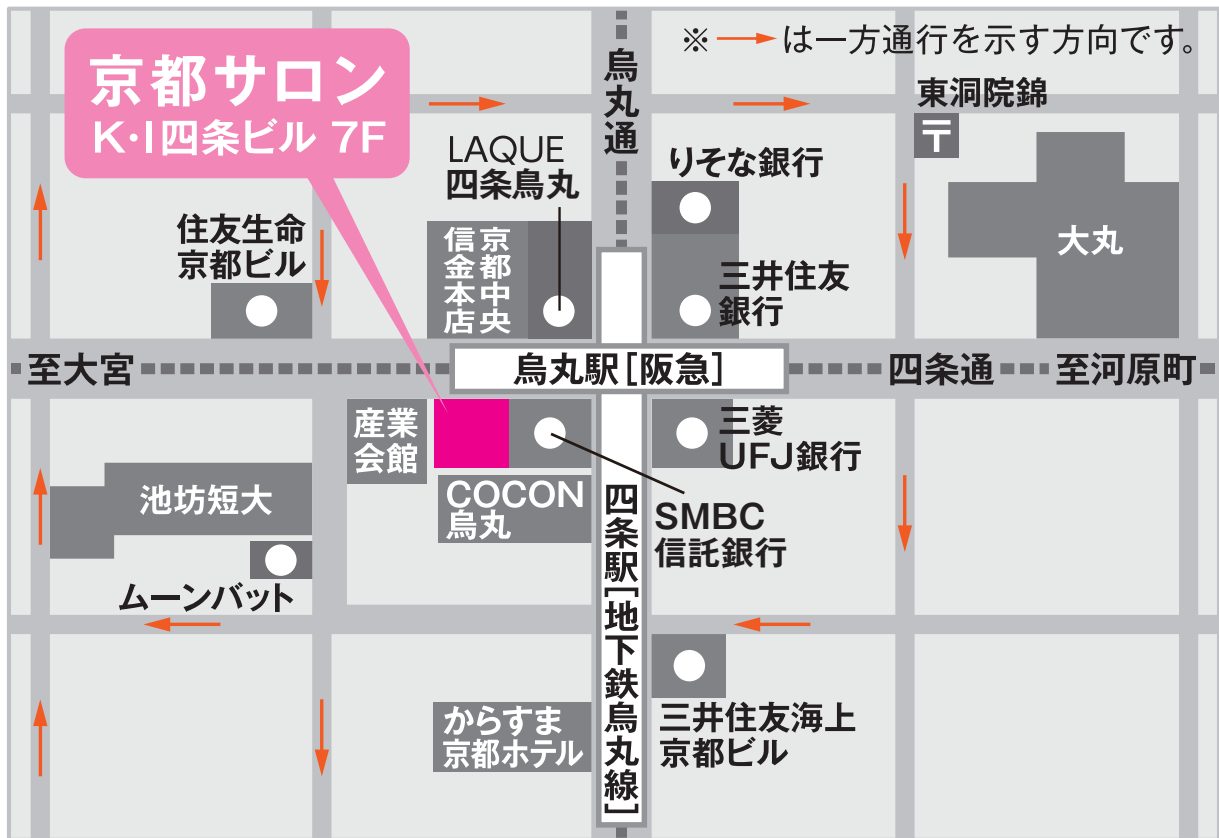 ※→は一方通行を示す方向です。
京都サロン
K・I四条ビル 7F
烏丸通
東洞院錦
〒
LAQUE
四条烏丸
りそな銀行
住友生命
京都ビル
京都中央
信金本店
三井住友
銀行
大丸
至大宮
烏丸駅[阪急]
四条通
至河原町
産業
会館
三菱
UFJ銀行
池坊短大
COCON
烏丸
SMBC
信託銀行
四条駅[地下鉄烏丸線]
ムーンバット
からすま
京都ホテル
三井住友海上
京都ビル